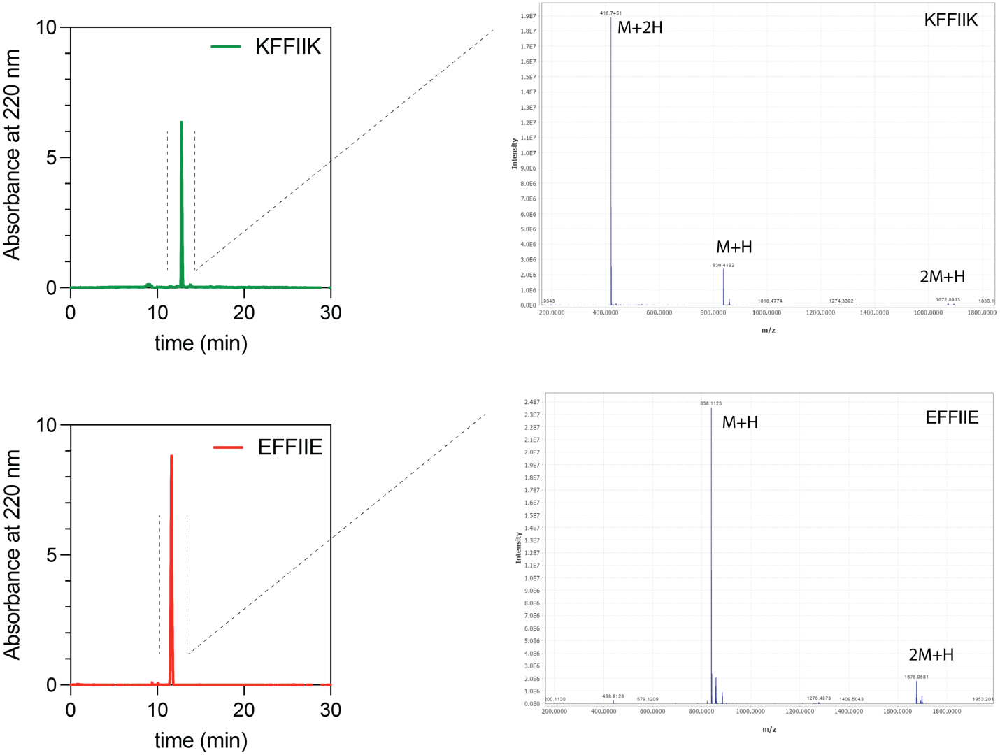 10
5
0
Absorbance at 220 nm
KFFIIK
0
10
20
30
time (min)
KFFIIK
418.7451
M+2H
M+H
836.4192
2M+H
1672.0913
.9343
1010.4774
1274.3392
1830.1
1.9E7
1.8E7
1.7E7
1.6E7
1.5E7
1.4E7
1.3E7
1.2E7
1.1E7
1.0E7
9.0E6
8.0E6
7.0E6
6.0E6
5.0E6
4.0E6
3.0E6
2.0E6
1.0E6
0.0E0
Intensity
200.0000 400.0000 600.0000 800.0000 1000.0000 1200.0000 1400.0000 1600.0000 1800.0000
m/z
10
5
0
Absorbance at 220 nm
EFFIIE
0
10
20
30
time (min)
EFFIIE
838.1123
M+H
2M+H
1675.9581
200.1130
438.8128
579.1209
1276.4873
1409.5043
1953.201
2.4E7
2.3E7
2.2E7
2.1E7
2.0E7
1.9E7
1.8E7
1.7E7
1.6E7
1.5E7
1.4E7
1.3E7
1.2E7
1.1E7
1.0E7
9.0E6
8.0E6
7.0E6
6.0E6
5.0E6
4.0E6
3.0E6
2.0E6
1.0E6
0.0E0
Intensity
200.0000 400.0000 600.0000 800.0000 1000.0000 1200.0000 1400.0000 1600.0000 1800.0000
m/z